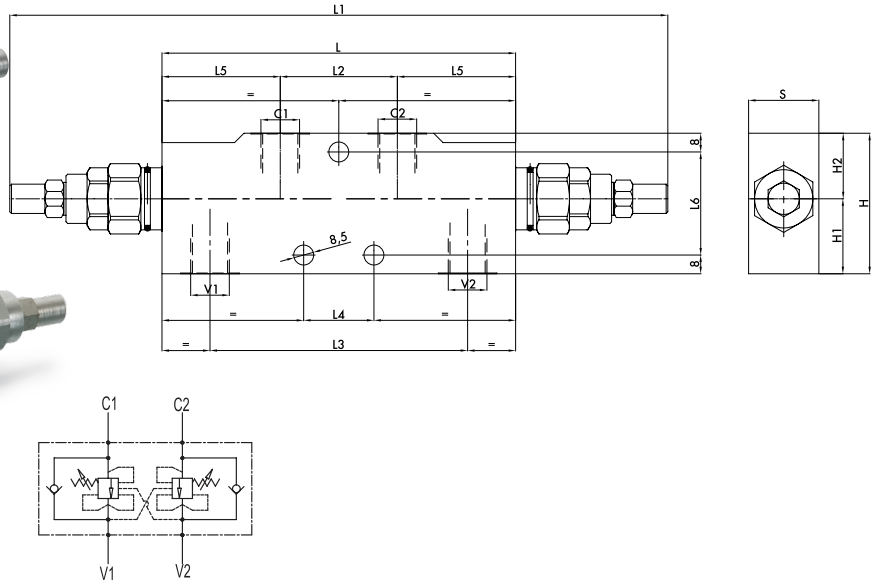 L1
L
L5 L2 L5
= =
C1 C2
8
L6
8
8,5
V1 V2
= L4 =
= L3 =
S
H2
H
H1
C1 C2
V1 V2